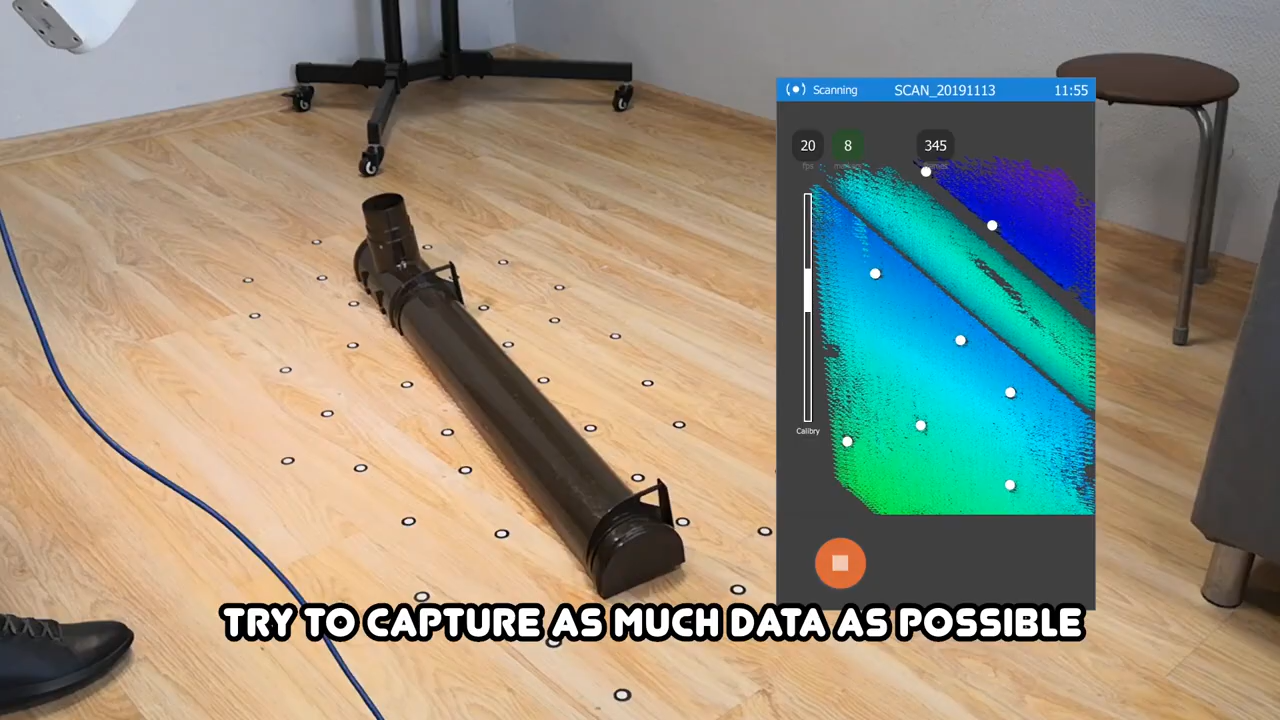 Scanning SCAN_20191113 11:55
20 8 345
fps
Calibry
TRY TO CAPTURE AS MUCH DATA AS POSSIBLE